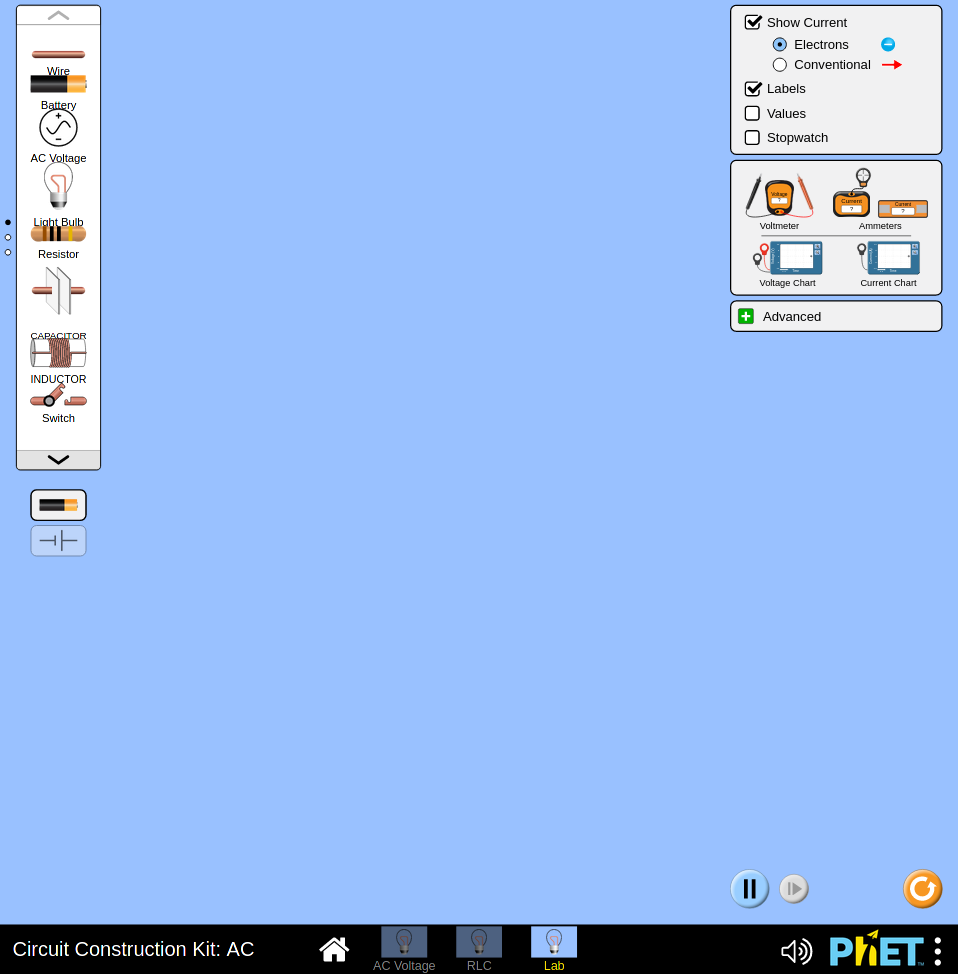 Wire
Battery
AC Voltage
Light Bulb
Resistor
CAPACITOR
INDUCTOR
Switch
Show Current
Electrons
Conventional
Labels
Values
Stopwatch
Voltage
?
Current
?
Current
?
Voltmeter
Ammeters
Voltage Chart
Current Chart
Advanced
Circuit Construction Kit: AC
AC Voltage
RLC
Lab
PhET